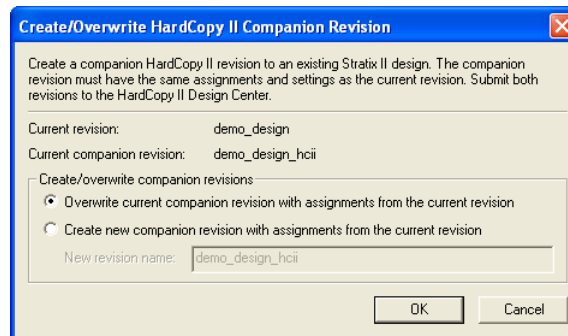 Create/Overwrite HardCopy II Companion Revision
Create a companion HardCopy II revision to an existing Stratix II design. The companion
revision must have the same assignments and settings as the current revision. Submit both
revisions to the HardCopy II Design Center.
Current revision: demo_design
Current companion revision: demo_design_hcii
Create/overwrite companion revisions
Overwrite current companion revision with assignments from the current revision
Create new companion revision with assignments from the current revision
New revision name: demo_design_hcii
OK Cancel